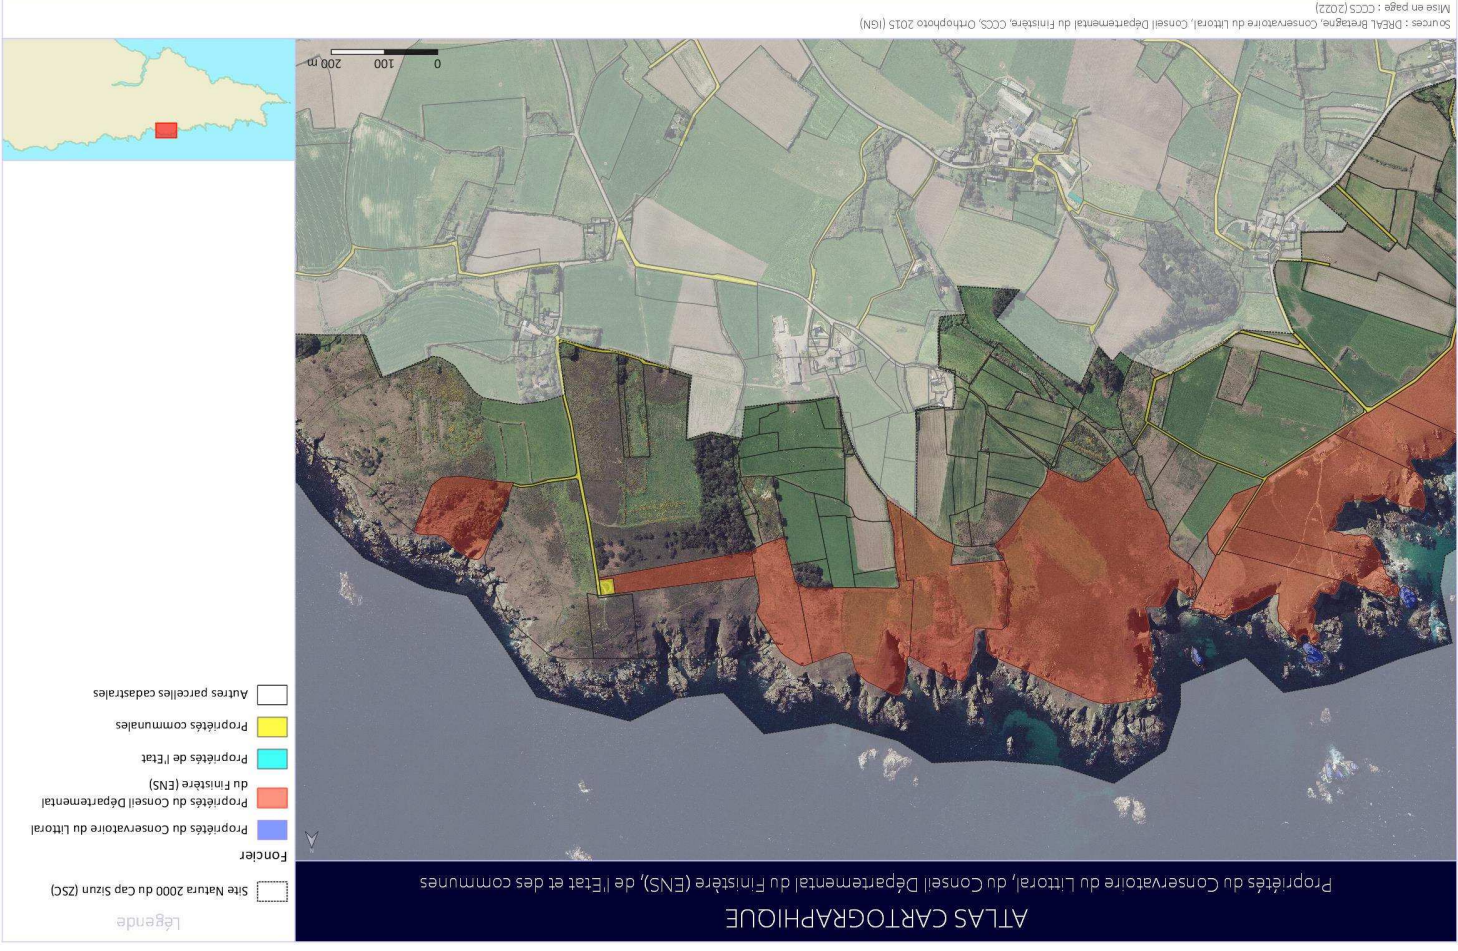 ATLAS CARTOGRAPHIQUE
Propriétés du Conservatoire du Littoral, du Conseil Départemental du Finistère (ENS), de l'Etat et des communes
Légende
Site Natura 2000 du Cap Sizun (ZSC)
Foncier
Propriétés du Conservatoire du Littoral
Propriétés du Conseil Départemental
du Finistère (ENS)
Propriétés de l'Etat
Propriétés communales
Autres parcelles cadastrales
0 100 200 m
Sources : DREAL Bretagne, Conservatoire du Littoral, Conseil Départemental du Finistère, CCCS, Orthophoto 2015 (IGN)
Mise en page : CCCS (2022)